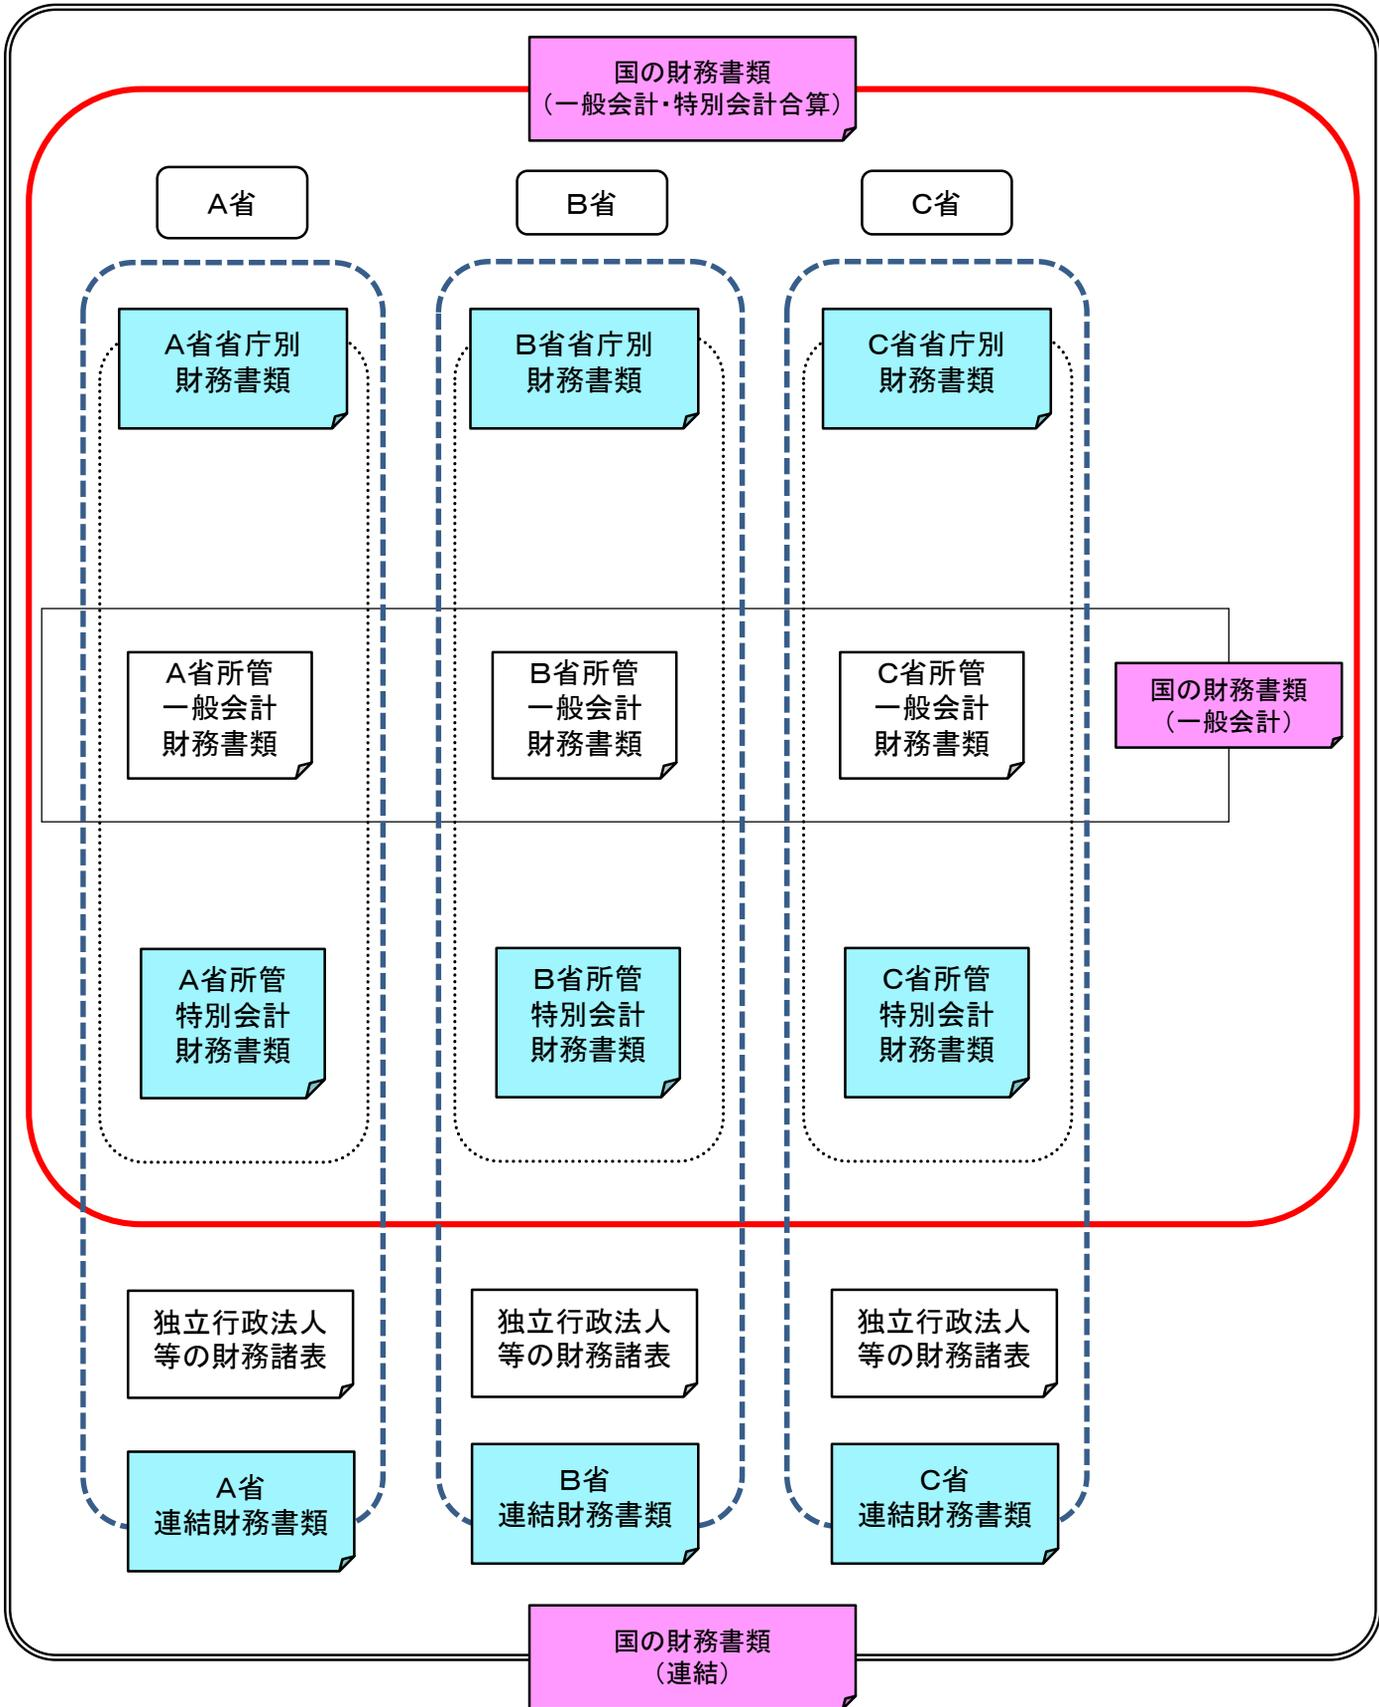 国の財務書類
（一般会計・特別会計合算）
A省
B省
C省
A省省庁別
財務書類
B省省庁別
財務書類
C省省庁別
財務書類
A省所管
一般会計
財務書類
B省所管
一般会計
財務書類
C省所管
一般会計
財務書類
国の財務書類
（一般会計）
A省所管
特別会計
財務書類
B省所管
特別会計
財務書類
C省所管
特別会計
財務書類
独立行政法人
等の財務諸表
独立行政法人
等の財務諸表
独立行政法人
等の財務諸表
A省
連結財務書類
B省
連結財務書類
C省
連結財務書類
国の財務書類
（連結）